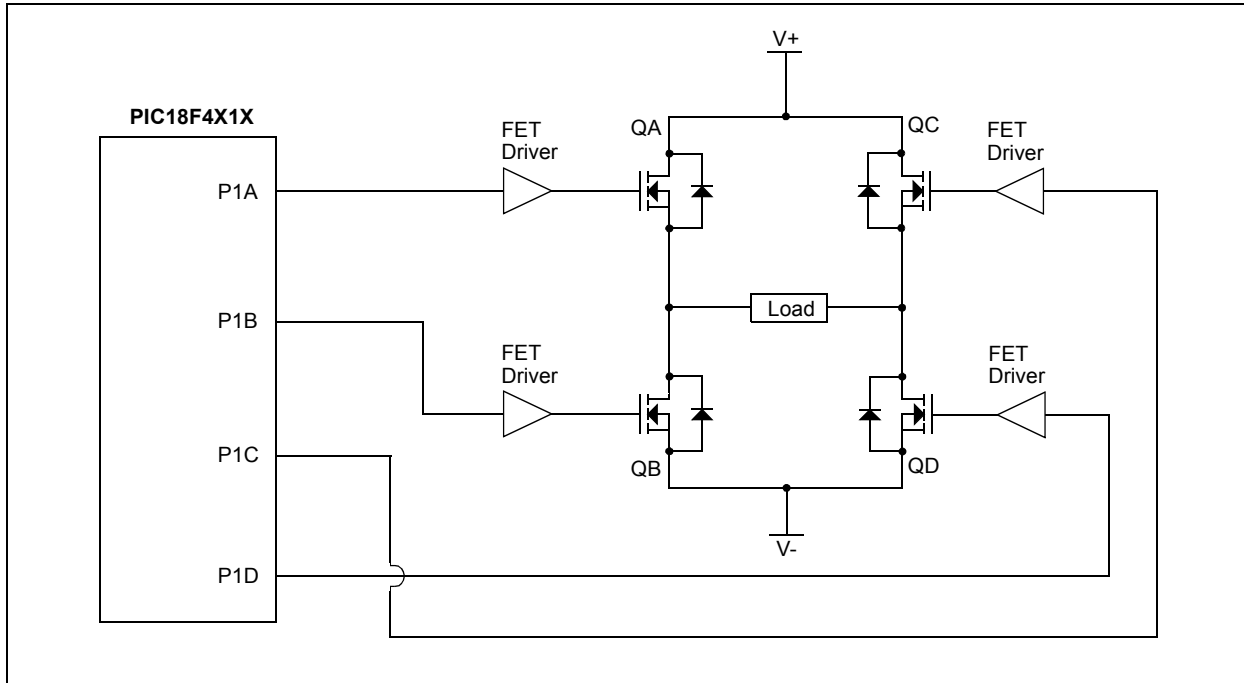 V+
PIC18F4X1X
FET
Driver
QA
QC
FET
Driver
P1A
P1B
Load
FET
Driver
FET
Driver
P1C
QB
QD
V-
P1D